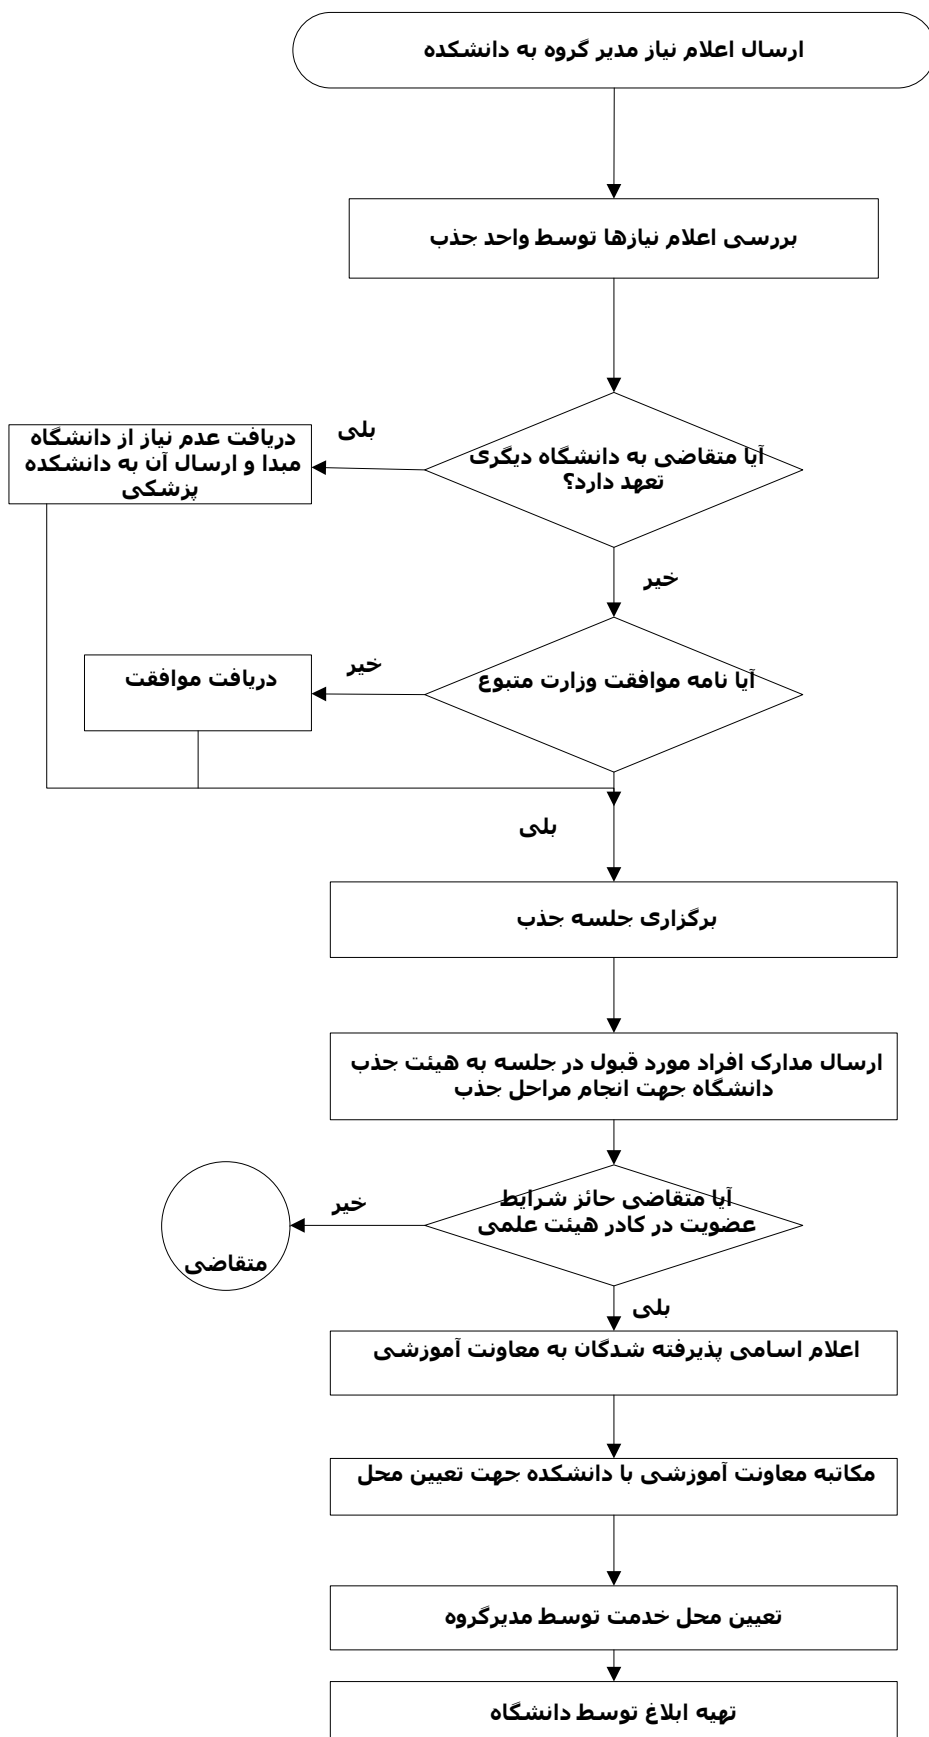 ارسال اعلام نیاز مدیر گروه به دانشکده
بررسی اعلام نیازها توسط واحد جذب
آیا متقاضی به دانشگاه دیگری
تعهد دارد؟
بلی
دریافت عدم نیاز از دانشگاه
مبدا و ارسال آن به دانشکده
پزشکی
خیر
آیا نامه موافقت وزارت متبوع
خیر
دریافت موافقت
بلی
برگزاری جلسه جذب
ارسال مدارک افراد مورد قبول در جلسه به هیئت جذب
دانشگاه جهت انجام مراحل جذب
آیا متقاضی حائز شرایط
عضویت در کادر هیئت علمی
خیر
متقاضی
بلی
اعلام اسامی پذیرفته شدگان به معاونت آموزشی
مکاتبه معاونت آموزشی با دانشکده جهت تعیین محل
تعیین محل خدمت توسط مدیرگروه
تهیه ابلاغ توسط دانشگاه